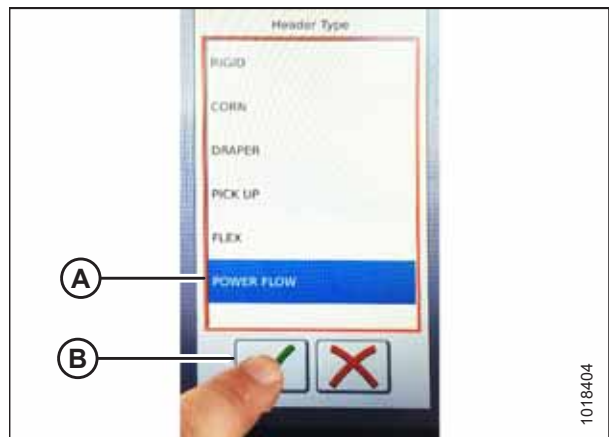 Header Type
RIGID
CORN
DRAPER
PICK UP
FLEX
A
POWER FLOW
B
1018404